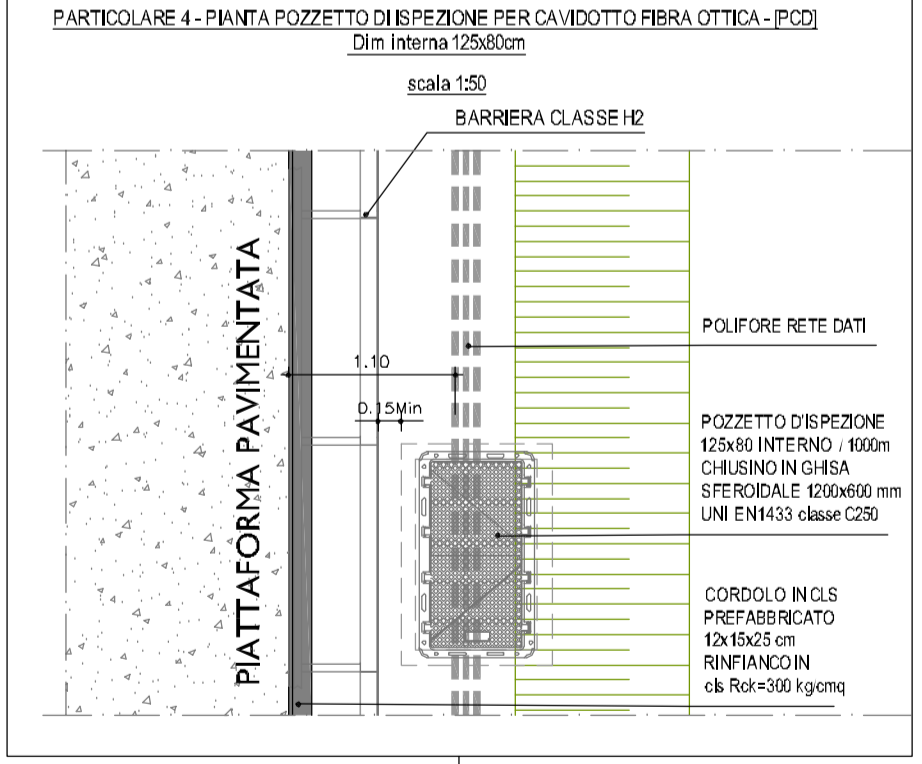 PARTICOLARE 4 - PIANTA POZZETTO DI ISPEZIONE PER CAVIDOTTO FIBRA OTTICA - [PCD]
Dim interna 125x80cm
scala 1:50
BARRIERA CLASSE H2
PIATTAFORMA PAVIMENTATA
POLIFORE RETE DATI
1.10
0.15Min
POZZETTO D'ISPEZIONE
125x80 INTERNO / 1000m
CHIUSINO IN GHISA
SFEROIDALE 1200x600 mm
UNI EN1433 classe C250
CORDOLO IN CLS
PREFABBRICATO
12x15x25 cm
RINFIANCO IN
cls Rck=300 kg/cmq